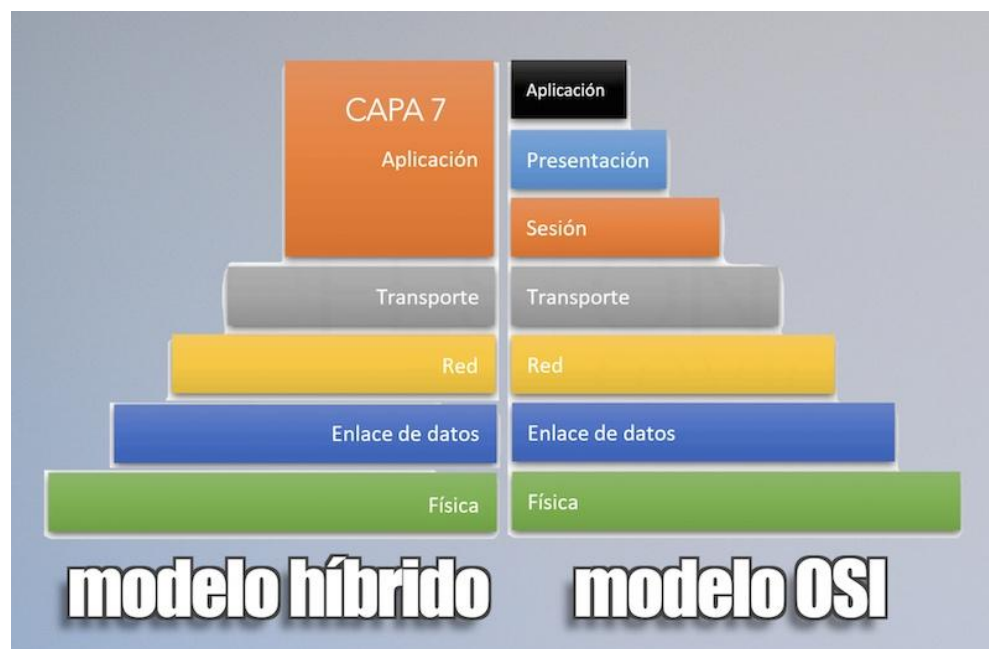 CAPA 7
Aplicación
Transporte
Red
Enlace de datos
Física
modelo híbrido
Aplicación
Presentación
Sesión
Transporte
Red
Enlace de datos
Física
modelo OSI